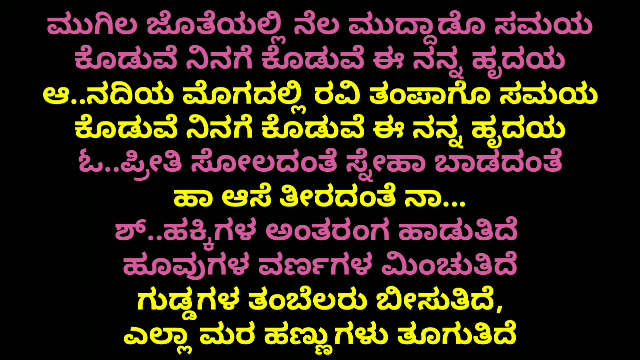 ಮುಗಿಲ ಜೊತೆಯಲ್ಲಿ ನೆಲ ಮುದ್ದಾಡೊ ಸಮಯ
ಕೊಡುವೆ ನಿನಗೆ ಕೊಡುವೆ ಈ ನನ್ನ ಹೃದಯ
ಆ..ನದಿಯ ಮೊಗದಲ್ಲಿ ರವಿ ತಂಪಾಗೊ ಸಮಯ
ಕೊಡುವೆ ನಿನಗೆ ಕೊಡುವೆ ಈ ನನ್ನ ಹೃದಯ
ಓ..ಪ್ರೀತಿ ಸೋಲದಂತೆ ಸ್ನೇಹಾ ಬಾಡದಂತೆ
ಹಾ ಆಸೆ ತೀರದಂತೆ ನಾ...
ಶ್..ಹಕ್ಕಿಗಳ ಅಂತರಂಗ ಹಾಡುತಿದೆ
ಹೂವುಗಳ ವರ್ಣಗಳ ಮಿಂಚುತಿದೆ
ಗುಡ್ಡಗಳ ತಂಬೆಲರು ಬೀಸುತಿದೆ,
ಎಲ್ಲಾ ಮರ ಹಣ್ಣುಗಳು ತೂಗುತಿದೆ